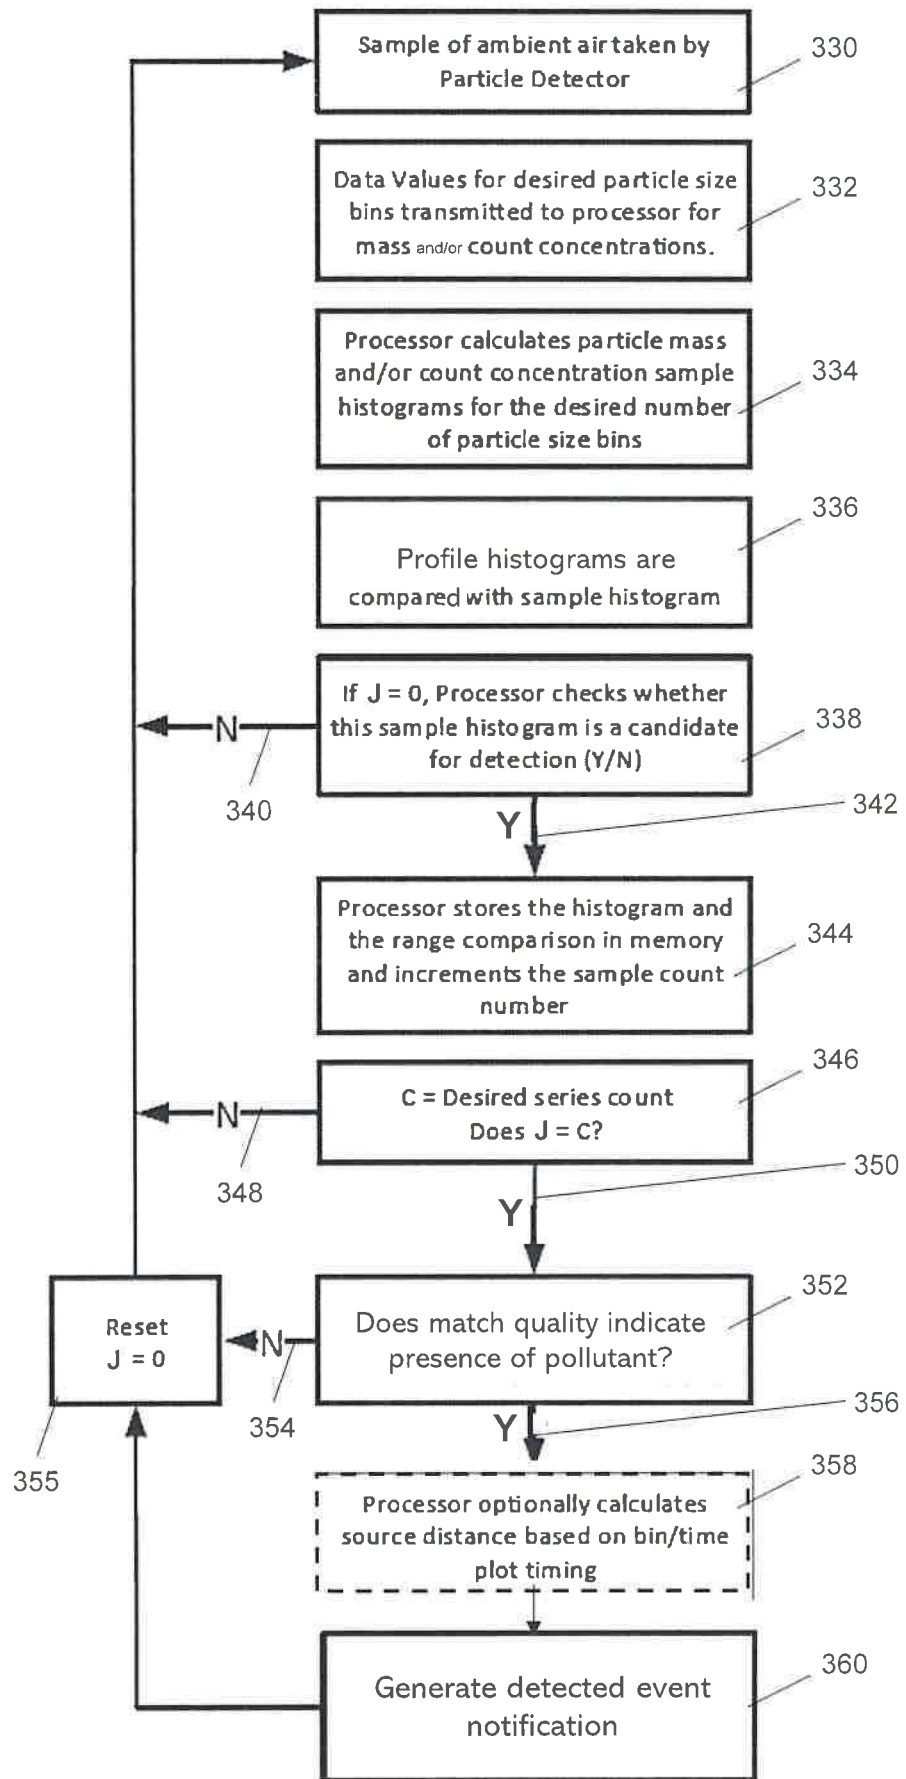 Sample of ambient air taken by
Particle Detector
330
Data Values for desired particle size
bins transmitted to processor for
mass and/or count concentrations.
332
Processor calculates particle mass
and/or count concentration sample
histograms for the desired number
of particle size bins
334
Profile histograms are
compared with sample histogram
336
If J = 0, Processor checks whether
this sample histogram is a candidate
for detection (Y/N)
338
N
340
Y
342
Processor stores the histogram and
the range comparison in memory
and increments the sample count
number
344
C = Desired series count
Does J = C?
346
N
348
Y
350
Does match quality indicate
presence of pollutant?
352
Reset
J = 0
N
354
355
Y
356
Processor optionally calculates
source distance based on bin/time
plot timing
358
Generate detected event
notification
360